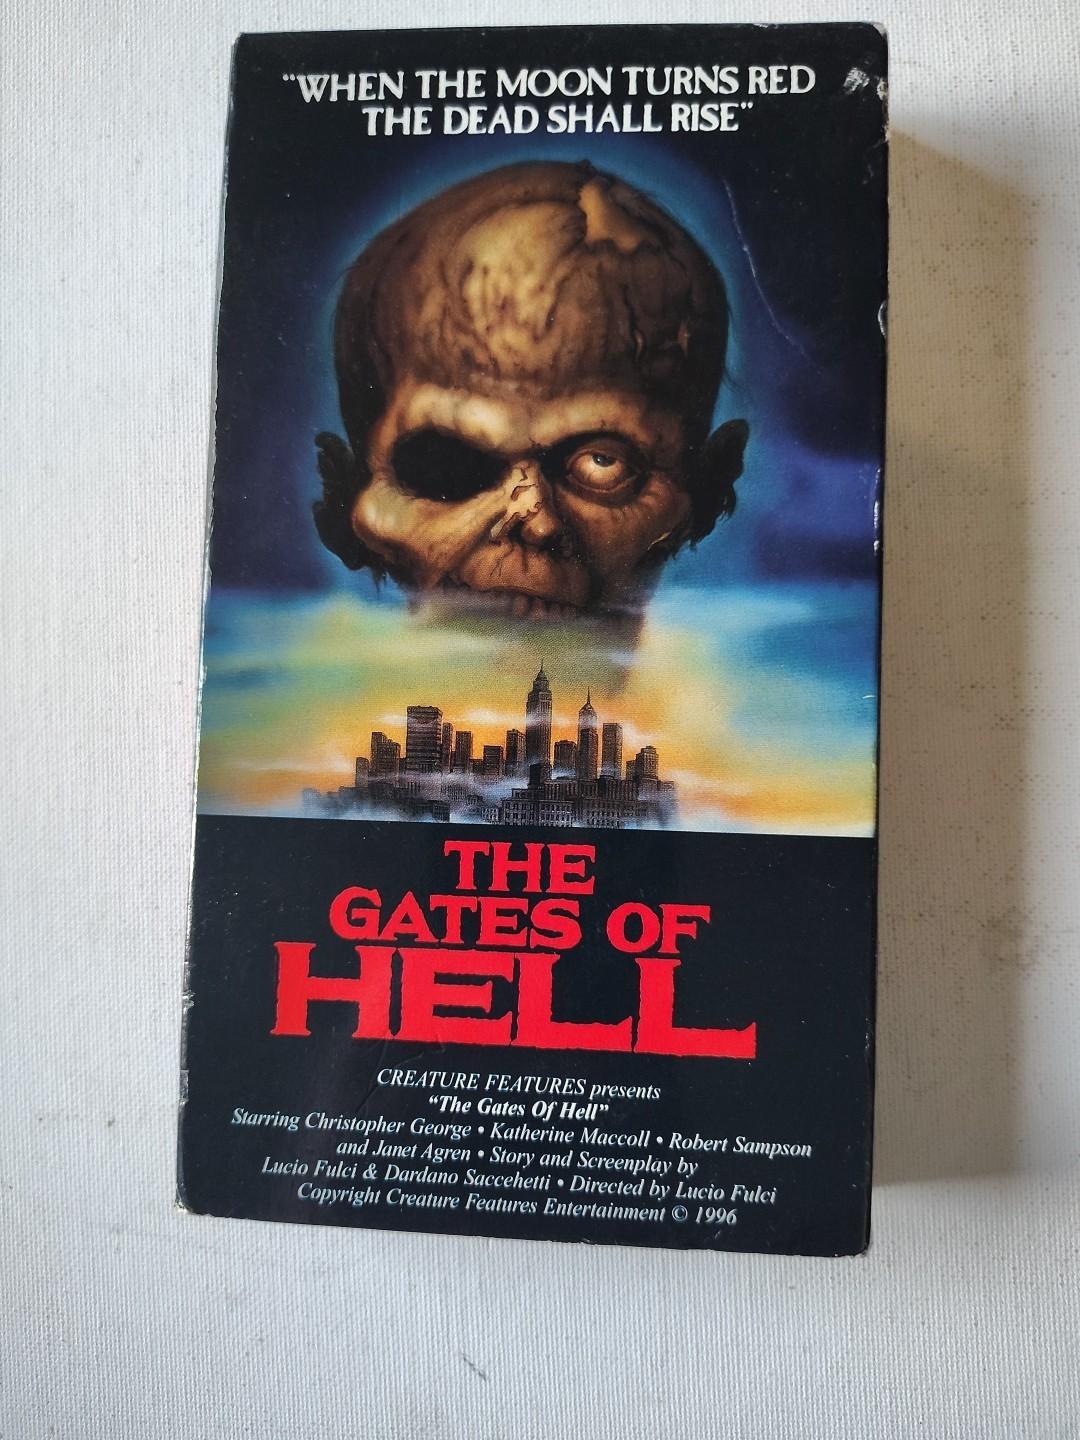 "WHEN THE MOON TURNS RED
THE DEAD SHALL RISE"
THE
GATES OF
HELL
CREATURE FEATURES presents
"The Gates Of Hell"
Starring Christopher George • Katherine Maccoll • Robert Sampson
and Janet Agren • Story and Screenplay by
Lucio Fulci & Dardano Saccehetti • Directed by Lucio Fulci
Copyright Creature Features Entertainment © 1996